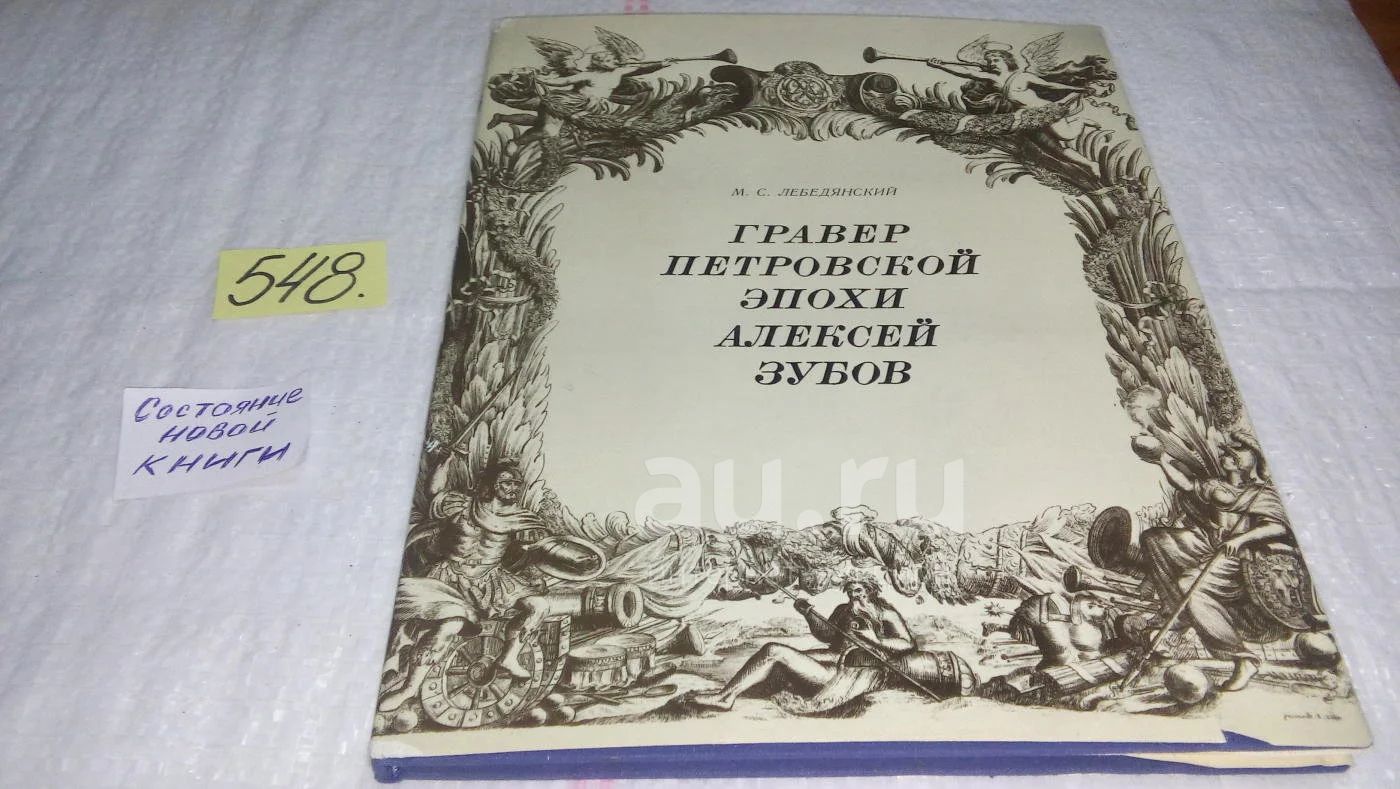 М. С. ЛЕБЕДЯНСКИЙ
ГРАВЕР
ПЕТРОВСКОЙ
ЭПОХИ
АЛЕКСЕЙ
ЗУБОВ
548.
Состояние
новой
книги
au.ru